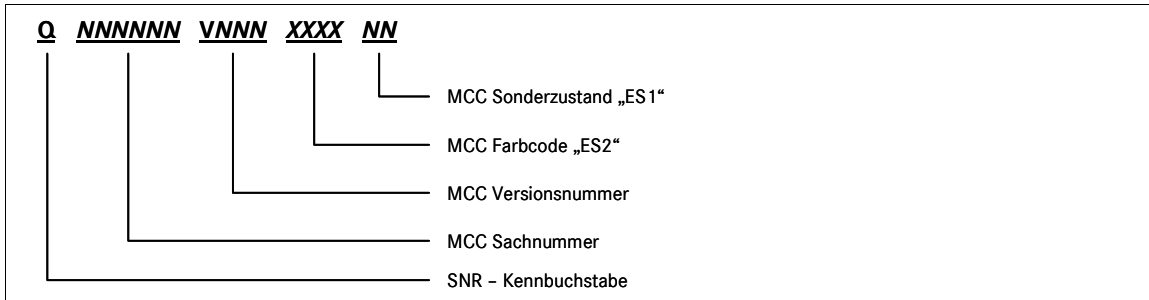 Q NNNNNN VNNN XXXX NN
MCC Sonderzustand „ES1“
MCC Farbcode „ES2“
MCC Versionsnummer
MCC Sachnummer
SNR – Kennbuchstabe